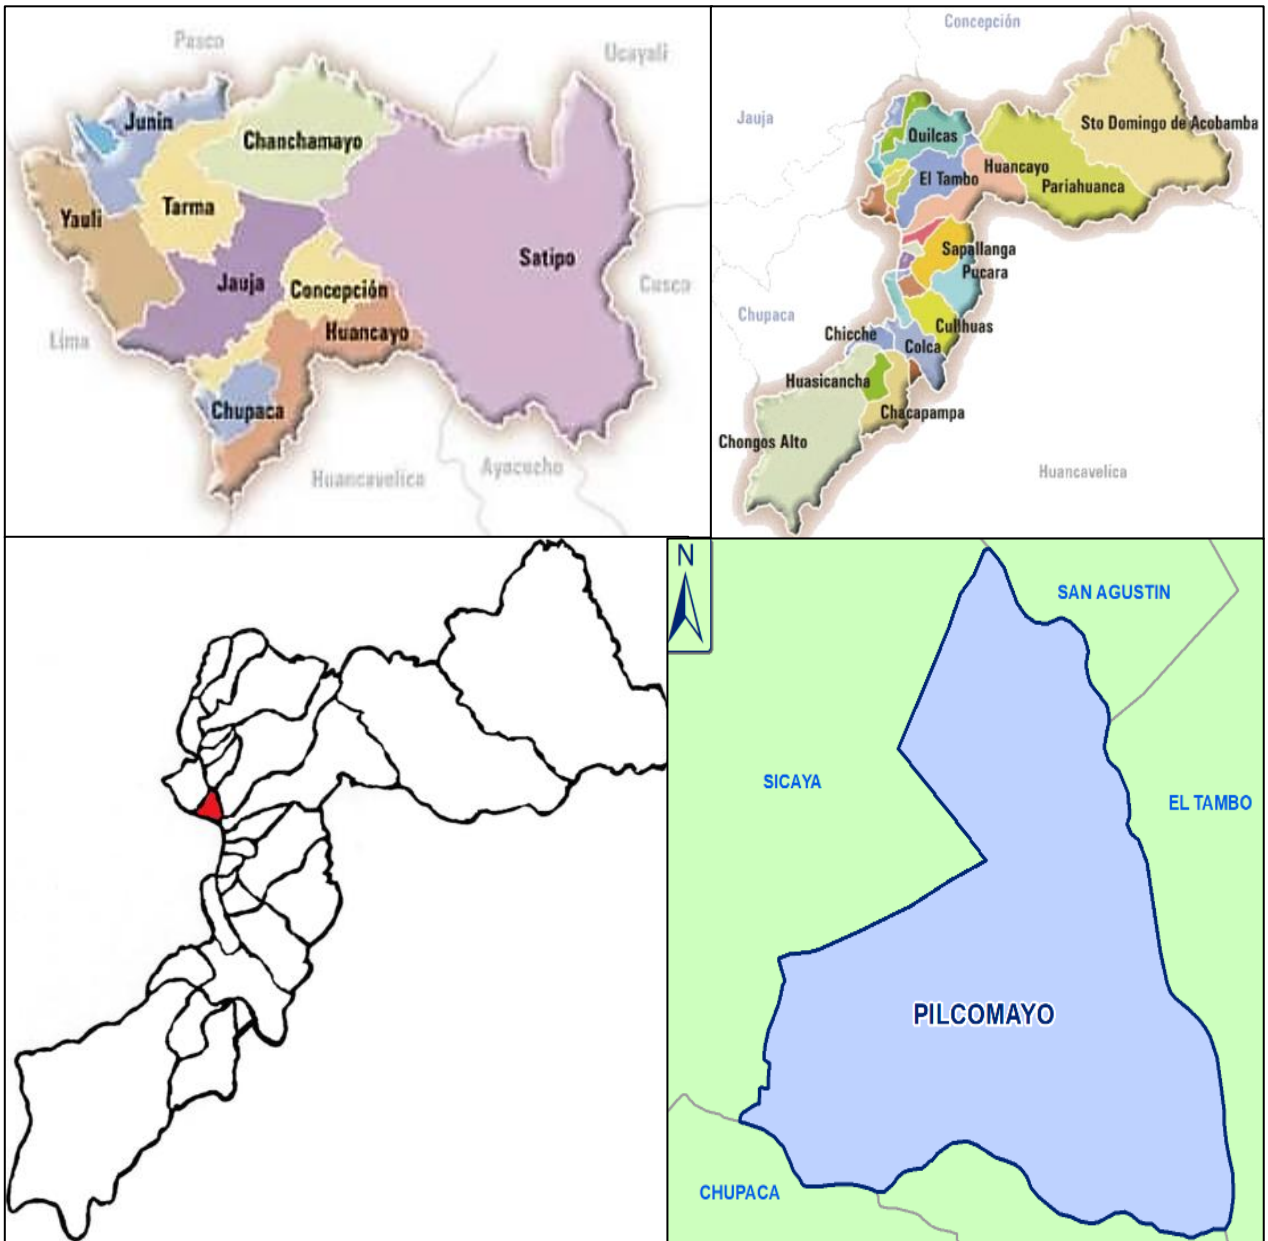 Pasco
Ucayali
Junin
Chanchamayo
Yauli
Tarma
Satipo
Jauja
Concepción
Cusco
Lima
Huancayo
Chupaca
Huancavelica
Ayacucho
Concepción
Jauja
Sto Domingo de Acobamba
Quilcas
Huancayo
El Tambo
Pariahuanca
Sapallanga
Pucara
Chupaca
Chicche
Cullhuas
Colca
Huasicancha
Chacapampa
Chongos Alto
Huancavelica
N
SAN AGUSTIN
SICAYA
EL TAMBO
PILCOMAYO
CHUPACA